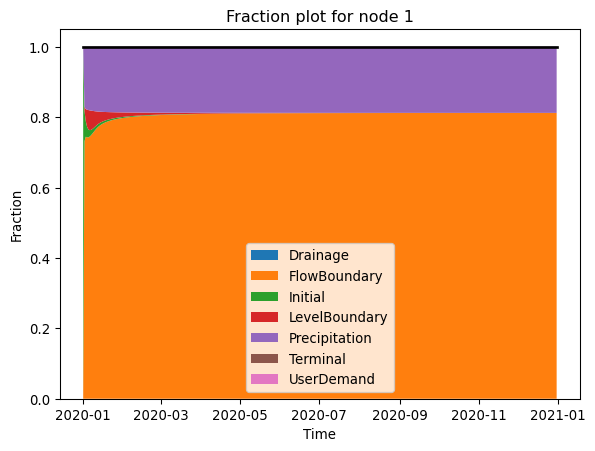 Fraction plot for node 1
Fraction
1.0
0.8
0.6
0.4
0.2
0.0
Drainage
FlowBoundary
Initial
LevelBoundary
Precipitation
Terminal
UserDemand
2020-01 2020-03 2020-05 2020-07 2020-09 2020-11 2021-01
Time